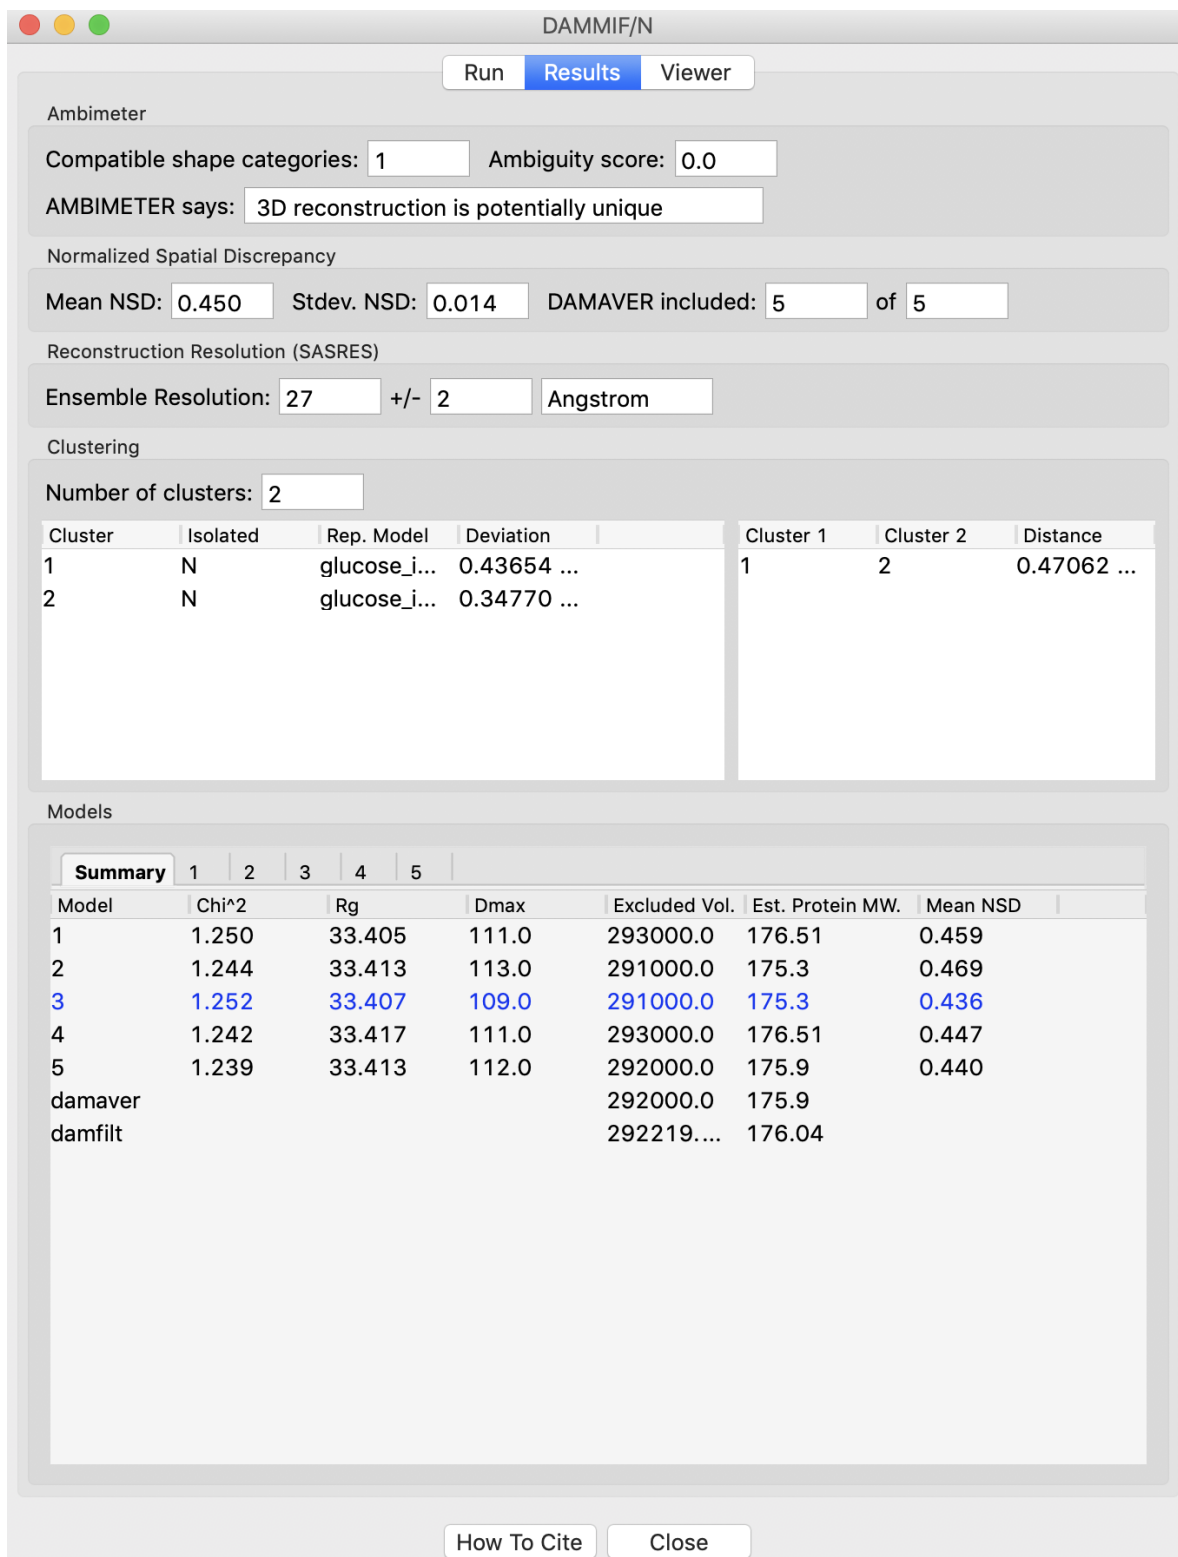 DAMMIF/N
Run Results Viewer
Ambimeter
Compatible shape categories: 1 Ambiguity score: 0.0
AMBIMETER says: 3D reconstruction is potentially unique
Normalized Spatial Discrepancy
Mean NSD: 0.450 Stdev. NSD: 0.014 DAMAVER included: 5 of 5
Reconstruction Resolution (SASRES)
Ensemble Resolution: 27 +/- 2 Angstrom
Clustering
Number of clusters: 2
Cluster Isolated Rep. Model Deviation Cluster 1 Cluster 2 Distance
1 N glucose_i... 0.43654 ... 1 2 0.47062 ...
2 N glucose_i... 0.34770 ...
Models
Summary 1 2 3 4 5
Model Chi^2 Rg Dmax Excluded Vol. Est. Protein MW. Mean NSD
1 1.250 33.405 111.0 293000.0 176.51 0.459
2 1.244 33.413 113.0 291000.0 175.3 0.469
3 1.252 33.407 109.0 291000.0 175.3 0.436
4 1.242 33.417 111.0 293000.0 176.51 0.447
5 1.239 33.413 112.0 292000.0 175.9 0.440
damaver 292000.0 175.9
damfilt 292219.... 176.04
How To Cite Close